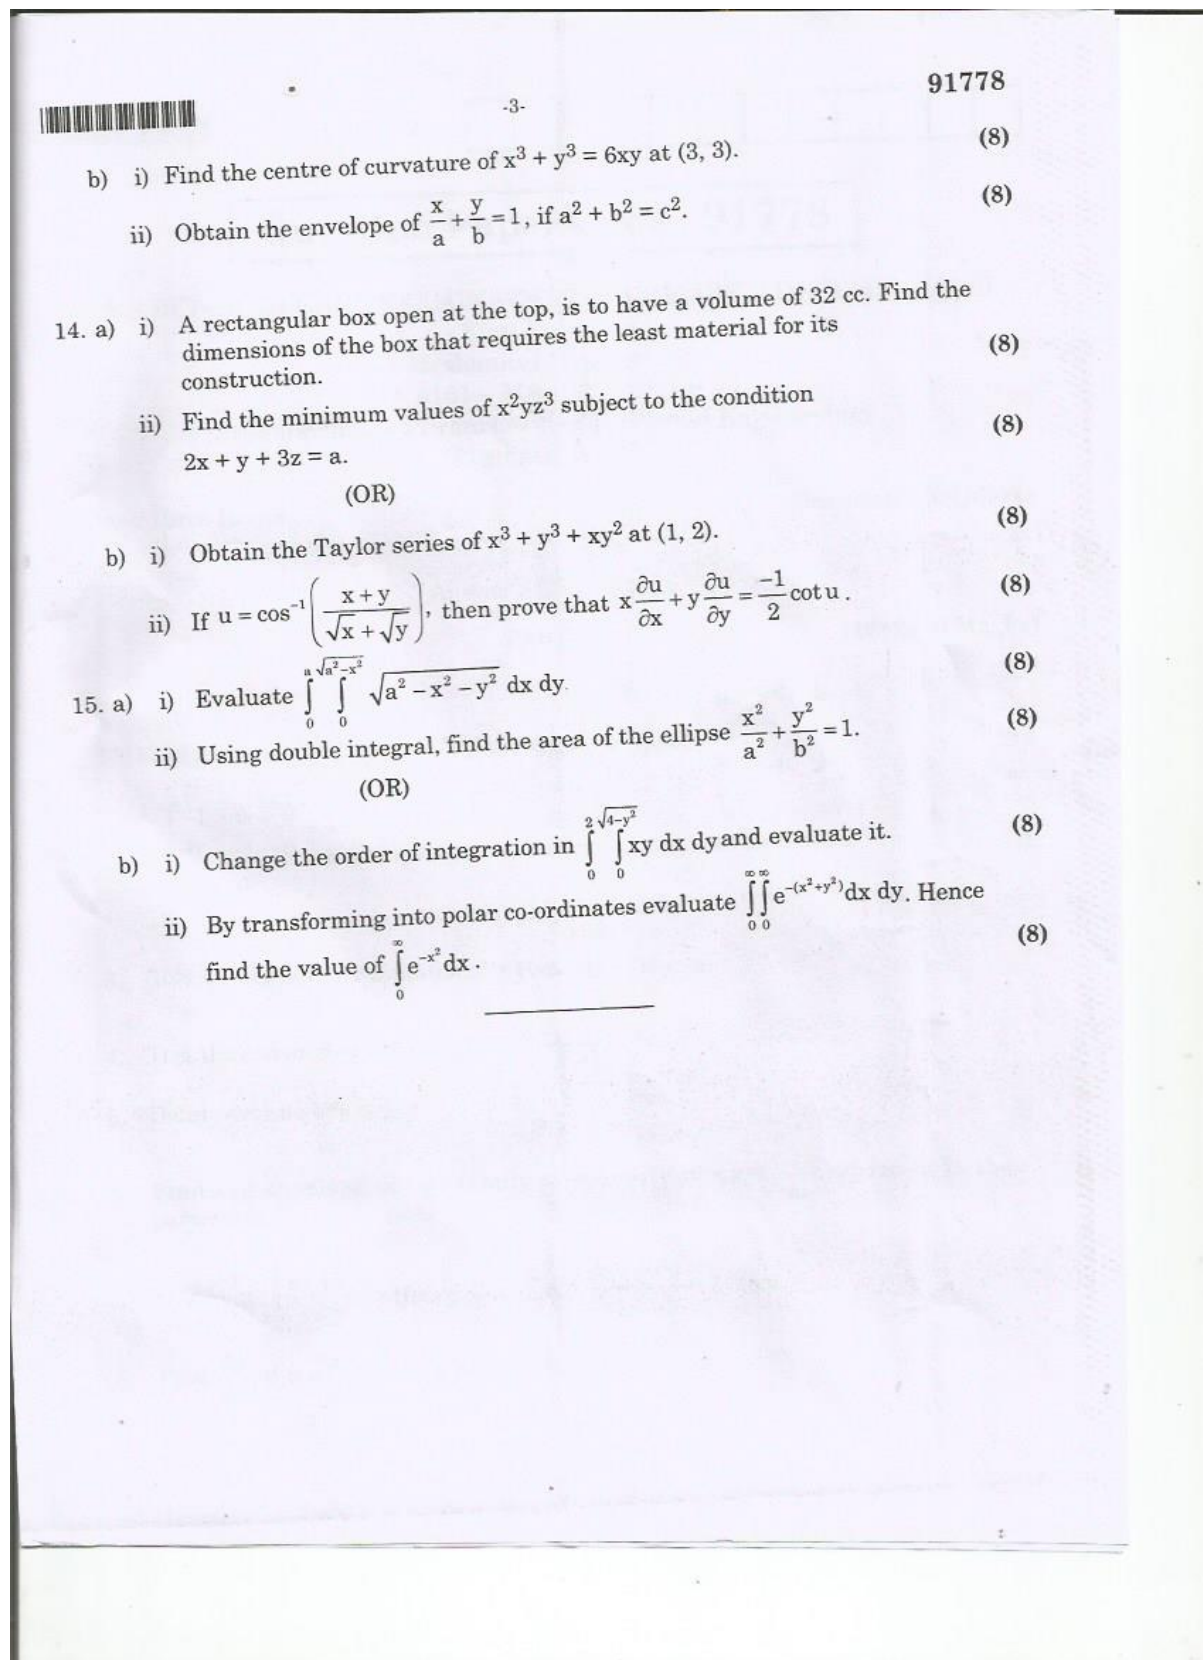 91778
-3-
b) i) Find the centre of curvature of x³ + y³ = 6xy at (3, 3). (8)
ii) Obtain the envelope of x/a + y/b = 1, if a² + b² = c². (8)
14. a) i) A rectangular box open at the top, is to have a volume of 32 cc. Find the
dimensions of the box that requires the least material for its
construction. (8)
ii) Find the minimum values of x²yz³ subject to the condition
2x + y + 3z = a. (8)
(OR)
b) i) Obtain the Taylor series of x³ + y³ + xy² at (1, 2). (8)
ii) If u = cos⁻¹((x + y)/(√x + √y)), then prove that x ∂u/∂x + y ∂u/∂y = -1/2 cot u . (8)
15. a) i) Evaluate ∫₀^a ∫₀^√(a²–x²) √(a² – x² – y²) dx dy. (8)
ii) Using double integral, find the area of the ellipse x²/a² + y²/b² = 1. (8)
(OR)
b) i) Change the order of integration in ∫₀^2 ∫₀^√(4–y²) xy dx dy and evaluate it. (8)
ii) By transforming into polar co-ordinates evaluate ∫₀^∞ ∫₀^∞ e^–(x²+y²) dx dy. Hence
find the value of ∫₀^∞ e^–x² dx . (8)